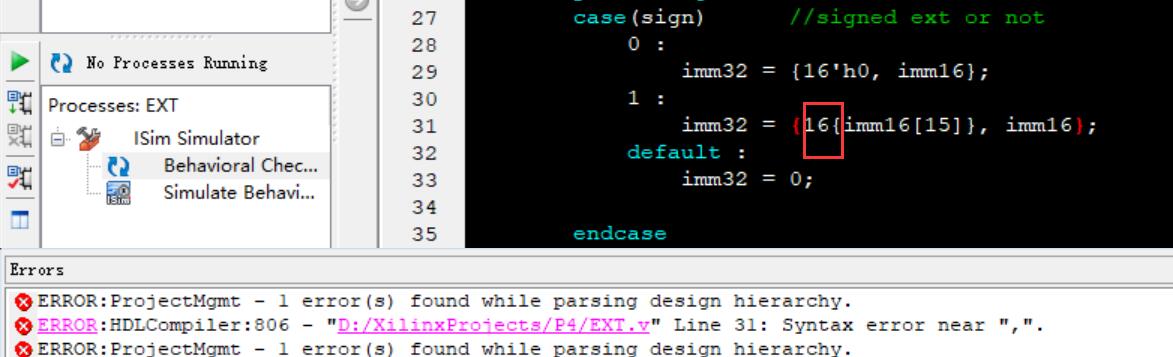 No Processes Running
Processes: EXT
ISim Simulator
Behavioral Chec...
Simulate Behavi...
27 case(sign) //signed ext or not
28 0 :
29 imm32 = {16'h0, imm16};
30 1 :
31 imm32 = {16{imm16[15]}, imm16};
32 default :
33 imm32 = 0;
34
35 endcase
Errors
ERROR:ProjectMgmt - 1 error(s) found while parsing design hierarchy.
ERROR:HDLCompiler:806 - "D:/XilinxProjects/P4/EXT.v" Line 31: Syntax error near ",".
ERROR:ProjectMgmt - 1 error(s) found while parsing design hierarchy.